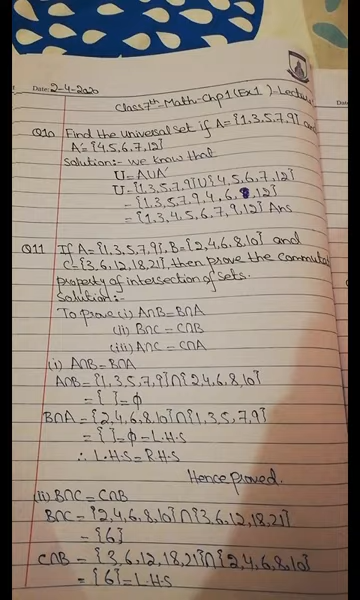 Date: 2-4-2020
Class 7th - Math - Chp 1 (Ex 1 ) - Lecture
Q10 Find the universal set if A = {1,3,5,7,9} and
A' = {4,5,6,7,12}
Solution:- we know that
U = AUA'
U = {1,3,5,7,9} U {4,5,6,7,12}
= {1,3,5,7,9,4,6,12}
= {1,3,4,5,6,7,9,12} Ans
Q11 If A = {1,3,5,7,9}, B = {2,4,6,8,10} and
C = {3,6,12,18,21}, then prove the commutat
property of intersection of sets.
Solution:-
To prove (i) A∩B = B∩A
(ii) B∩C = C∩B
(iii) A∩C = C∩A
(i) A∩B = B∩A
A∩B = {1,3,5,7,9} ∩ {2,4,6,8,10}
= { } = ϕ
B∩A = {2,4,6,8,10} ∩ {1,3,5,7,9}
= { } = ϕ = L.H.S
∴ L.H.S = R.H.S
Hence proved.
(ii) B∩C = C∩B
B∩C = {2,4,6,8,10} ∩ {3,6,12,18,21}
= {6}
C∩B = {3,6,12,18,21} ∩ {2,4,6,8,10}
= {6} = L.H.S